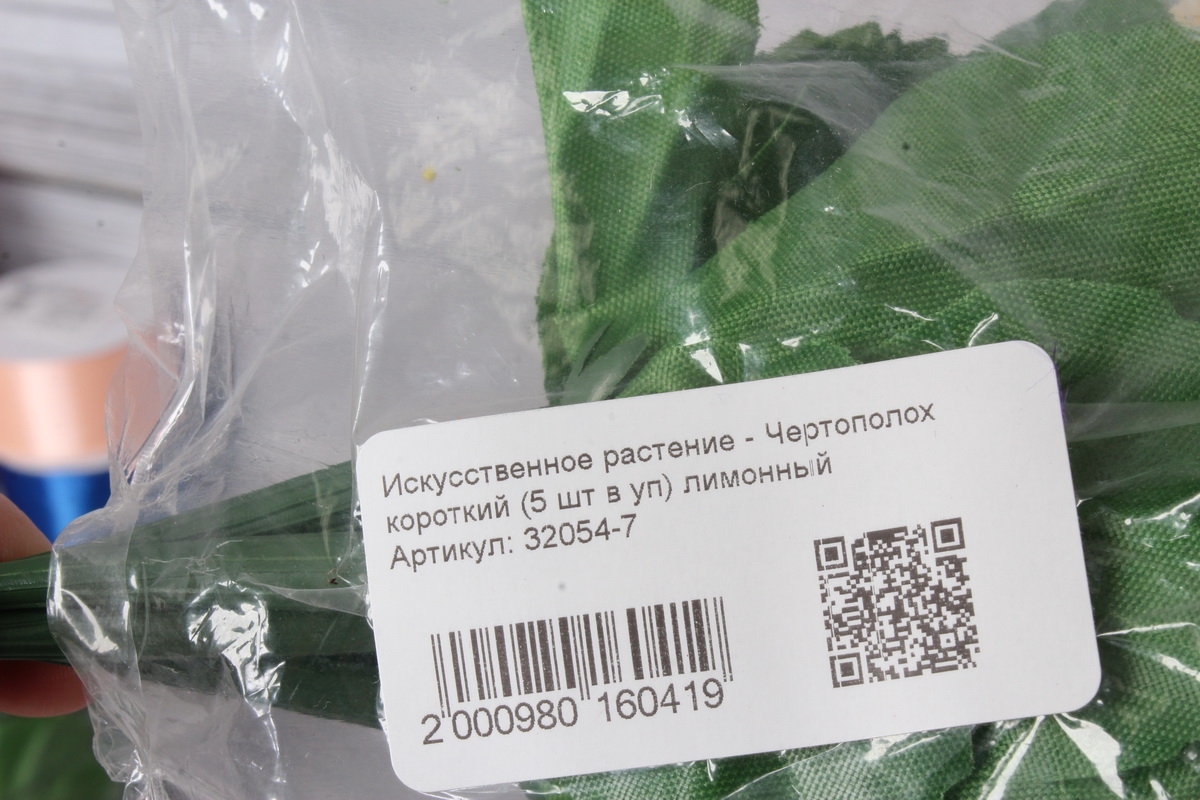 Искусственное растение - Чертополох
короткий (5 шт в уп) лимонный
Артикул: 32054-7
2 000980 160419